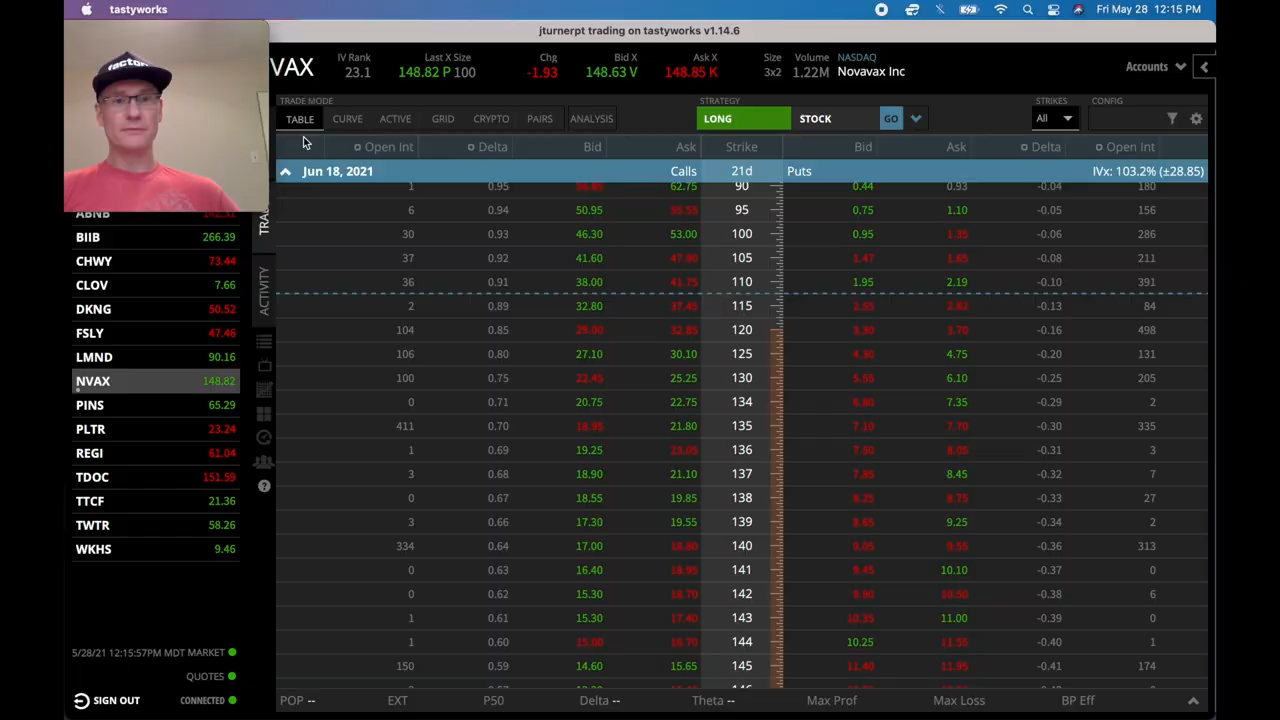 tastyworks Fri May 28 12:15 PM
jturnerpt trading on tastyworks v1.14.6
VAX IV Rank Last X Size Chg Bid X Ask X Size Volume NASDAQ Accounts
23.1 148.82 P 100 -1.93 148.63 V 148.85 K 3x2 1.22M Novavax Inc
TRADE MODE STRATEGY STRIKES CONFIG
TABLE CURVE ACTIVE GRID CRYPTO PAIRS ANALYSIS LONG STOCK GO All
Open Int Delta Bid Ask Strike Bid Ask Delta Open Int
Jun 18, 2021 Calls 21d Puts IVx: 103.2% (±28.85)
1 0.95 62.75 90 0.44 0.93 -0.04 180
6 0.94 50.95 95 0.75 1.10 -0.05 156
30 0.93 46.30 53.00 100 0.95 1.35 -0.06 286
37 0.92 41.60 47.90 105 1.47 1.65 -0.08 211
36 0.91 38.00 41.75 110 1.95 2.19 -0.10 391
2 0.89 32.80 37.45 115 2.82 -0.13 84
104 0.85 29.00 32.85 120 3.30 3.70 -0.16 498
106 0.80 27.10 30.10 125 4.30 4.75 -0.20 131
100 0.75 22.45 25.25 130 5.55 6.10 -0.25 205
0 0.71 20.75 22.75 134 6.80 7.35 -0.29 2
411 0.70 18.95 21.80 135 7.10 7.70 -0.30 335
1 0.69 19.25 23.05 136 7.50 8.05 -0.31 3
3 0.68 18.90 21.10 137 7.85 8.45 -0.32 7
0 0.67 18.55 19.85 138 8.25 8.75 -0.33 27
3 0.66 17.30 19.55 139 8.65 9.25 -0.34 2
334 0.64 17.00 18.80 140 9.05 9.55 -0.36 313
0 0.63 16.40 18.95 141 9.45 10.10 -0.37 0
0 0.62 15.30 18.70 142 9.90 10.50 -0.38 6
1 0.61 15.30 17.40 143 10.35 11.00 -0.39 0
1 0.60 15.00 16.70 144 10.25 11.55 -0.40 1
150 0.59 14.60 15.65 145 11.40 11.95 -0.41 174
ACTIVITY
BIIB 266.39
CHWY 73.44
CLOV 7.66
DKNG 50.52
FSLY 47.46
LMND 90.16
NVAX 148.82
PINS 65.29
PLTR 23.24
REGI 61.04
TDOC 151.59
TTCF 21.36
TWTR 58.26
WKHS 9.46
5/28/21 12:15:57PM MDT MARKET
QUOTES
SIGN OUT CONNECTED
POP -- EXT P50 Delta -- Theta -- Max Prof Max Loss BP Eff